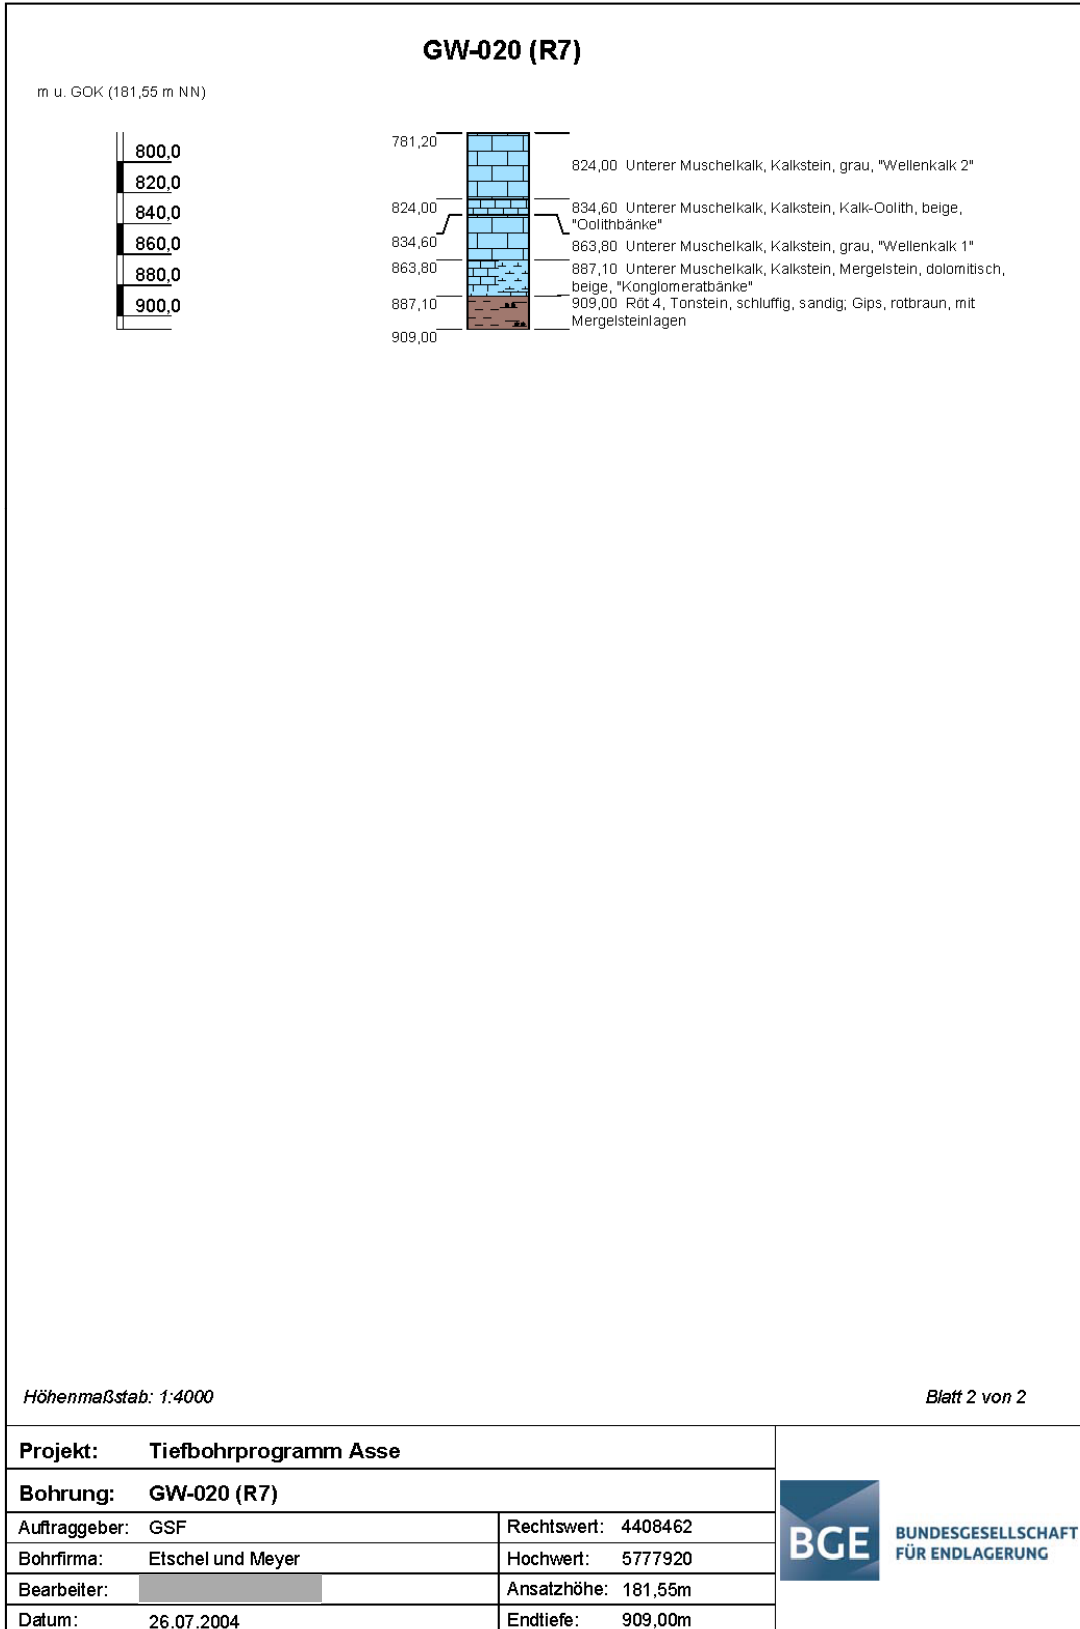 GW-020 (R7)
m u. GOK (181,55 m NN)
800,0
820,0
840,0
860,0
880,0
900,0
781,20
824,00
834,60
863,80
887,10
909,00
824,00 Unterer Muschelkalk, Kalkstein, grau, "Wellenkalk 2"
834,60 Unterer Muschelkalk, Kalkstein, Kalk-Oolith, beige,
"Oolithbänke"
863,80 Unterer Muschelkalk, Kalkstein, grau, "Wellenkalk 1"
887,10 Unterer Muschelkalk, Kalkstein, Mergelstein, dolomitisch,
beige, "Konglomeratbänke"
909,00 Röt 4, Tonstein, schluffig, sandig; Gips, rotbraun, mit
Mergelsteinlagen
Höhenmaßstab: 1:4000
Blatt 2 von 2
Projekt: Tiefbohrprogramm Asse
Bohrung: GW-020 (R7)
Auftraggeber: GSF
Rechtswert: 4408462
Bohrfirma: Etschel und Meyer
Hochwert: 5777920
Bearbeiter:
Ansatzhöhe: 181,55m
Datum: 26.07.2004
Endtiefe: 909,00m
BGE
BUNDESGESELLSCHAFT
FÜR ENDLAGERUNG